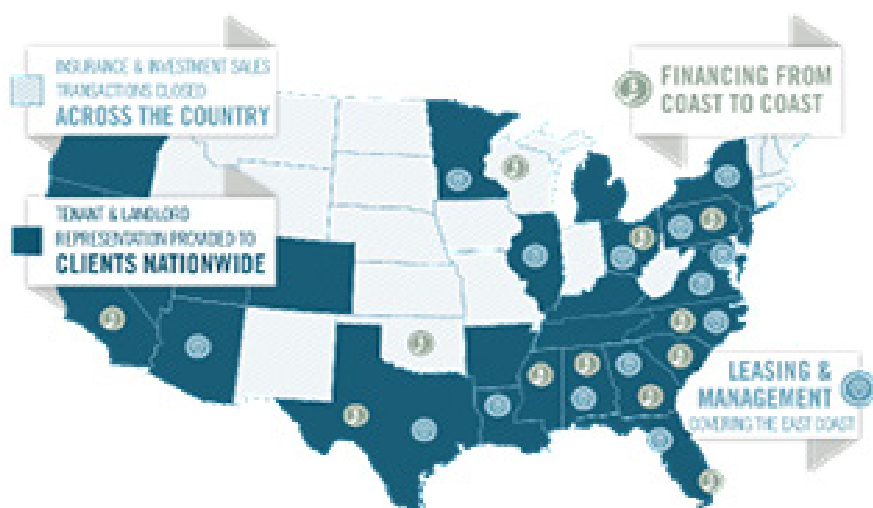 INSURANCE & INVESTMENT SALES
TRANSACTIONS CLOSED
ACROSS THE COUNTRY
FINANCING FROM
COAST TO COAST
TENANT & LANDLORD
REPRESENTATION PROVIDED TO
CLIENTS NATIONWIDE
LEASING &
MANAGEMENT
COVERING THE EAST COAST